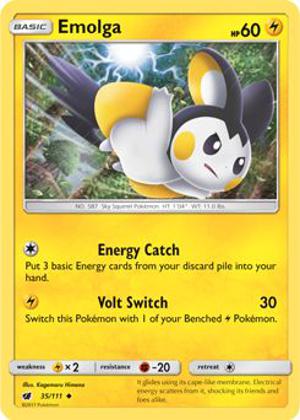 BASIC Emolga HP60
NO. 587 Sky Squirrel Pokémon HT: 1'04" WT: 11.0 lbs.
Energy Catch
Put 3 basic Energy cards from your discard pile into your
hand.
Volt Switch 30
Switch this Pokémon with 1 of your Benched Pokémon.
weakness × 2 resistance -20 retreat
Illus. Kagemaru Himeno
35/111
©2017 Pokémon
It glides using its cape-like membrane. Electrical
energy scatters from it, shocking its friends and
foes alike.